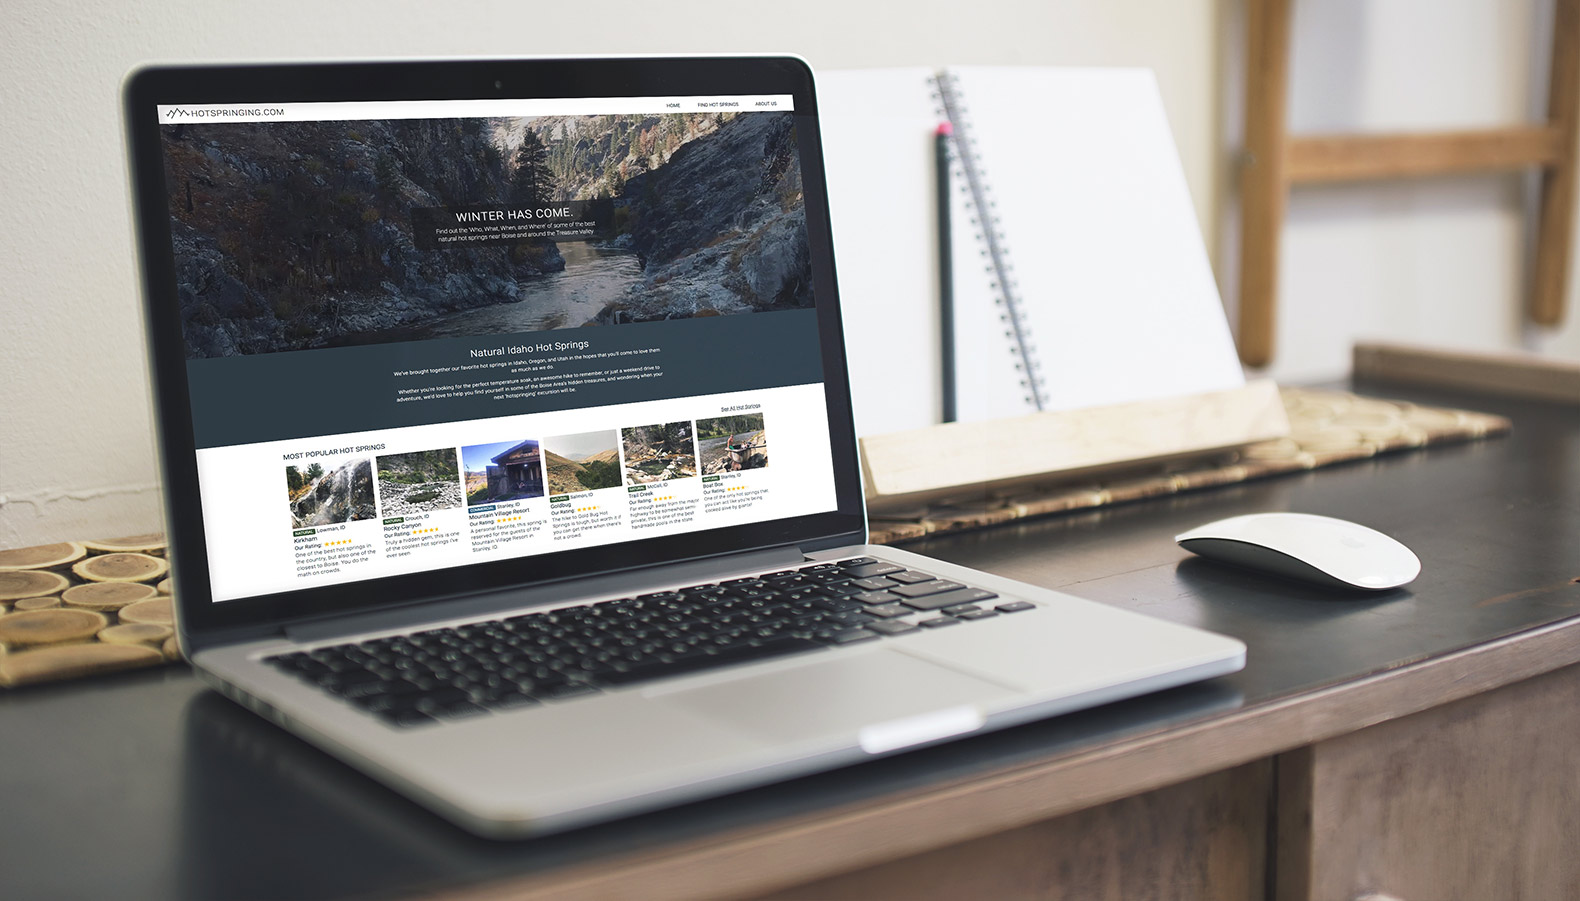 HOTSPRINGING.COM
HOME
FIND HOT SPRINGS
ABOUT US
WINTER HAS COME.
Find out the 'Who, What, When, and Where' of some of the best
natural hot springs near Boise and around the Treasure Valley
Natural Idaho Hot Springs
We've brought together our favorite hot springs in Idaho, Oregon, and Utah in the hopes that you'll come to love them
as much as we do.
Whether you're looking for the perfect temperature soak, an awesome hike to remember, or just a weekend drive to
adventure, we'd love to help you find yourself in some of the Boise Area's hidden treasures, and wondering when your
next 'hotspringing' excursion will be.
MOST POPULAR HOT SPRINGS
See All Hot Springs
NATURAL Lowman, ID
Kirkham
Our Rating:
One of the best hot springs in
the country, but also one of the
closest to Boise. You do the
math on crowds.
NATURAL Crouch, ID
Rocky Canyon
Our Rating:
Truly a hidden gem, this is one
of the coolest hot springs I've
ever seen.
COMMERCIAL Stanley, ID
Mountain Village Resort
Our Rating:
A personal favorite, this spring is
reserved for the guests of the
Mountain Village Resort in
Stanley, ID.
NATURAL Salmon, ID
Goldbug
Our Rating:
The hike to Gold Bug Hot
Springs is tough, but worth it if
you can get there when there's
not a crowd.
NATURAL McCall, ID
Trail Creek
Our Rating:
Far enough away from the major
highway to be somewhat semi-
private, this is one of the best
handmade pools in the state.
NATURAL Stanley, ID
Boat Box
Our Rating:
One of the only hot springs that
you can will like you're being
cooked alive by giants!